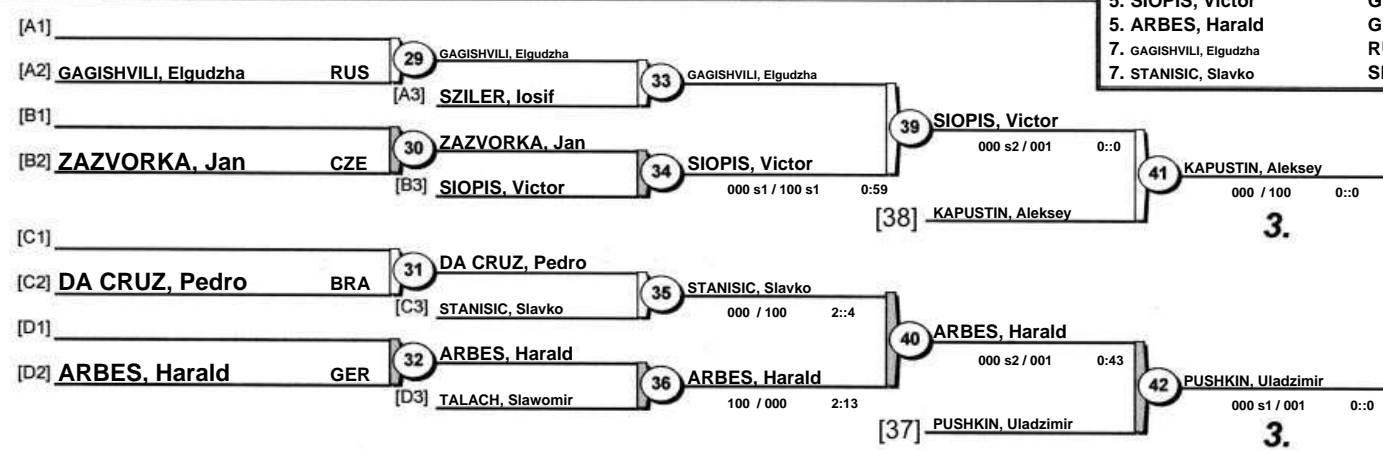 5. SIOPIS, Victor G
5. ARBES, Harald G
7. GAGISHVILI, Elgudzha RU
7. STANISIC, Slavko
[A1]
[A2] GAGISHVILI, Elgudzha RUS 29 GAGISHVILI, Elgudzha
[A3] SZILER, Iosif 33 GAGISHVILI, Elgudzha
[B1]
[B2] ZAZVORKA, Jan CZE 30 ZAZVORKA, Jan
[B3] SIOPIS, Victor 34 SIOPIS, Victor
000 s1 / 100 s1 0:59
39 SIOPIS, Victor
000 s2 / 001 0::0
[38] KAPUSTIN, Aleksey 41 KAPUSTIN, Aleksey
000 / 100 0::0
3.
[C1]
[C2] DA CRUZ, Pedro BRA 31 DA CRUZ, Pedro
[C3] STANISIC, Slavko 35 STANISIC, Slavko
000 / 100 2::4
[D1]
[D2] ARBES, Harald GER 32 ARBES, Harald
[D3] TALACH, Slawomir 36 ARBES, Harald
100 / 000 2:13
40 ARBES, Harald
000 s2 / 001 0:43
[37] PUSHKIN, Uladzimir 42 PUSHKIN, Uladzimir
000 s1 / 001 0::0
3.